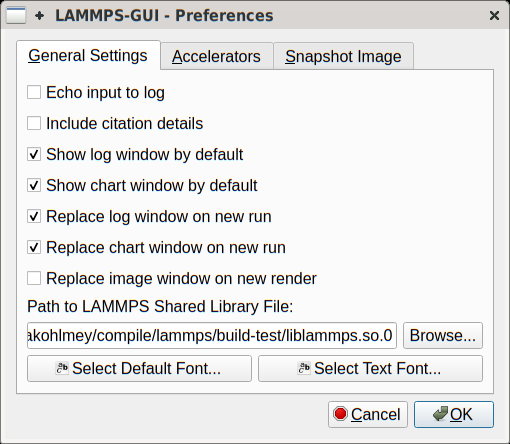 LAMMPS-GUI - Preferences
General Settings Accelerators Snapshot Image
Echo input to log
Include citation details
Show log window by default
Show chart window by default
Replace log window on new run
Replace chart window on new run
Replace image window on new render
Path to LAMMPS Shared Library File:
akohlmey/compile/lammps/build-test/liblammps.so.0 Browse...
Select Default Font... Select Text Font...
Cancel OK